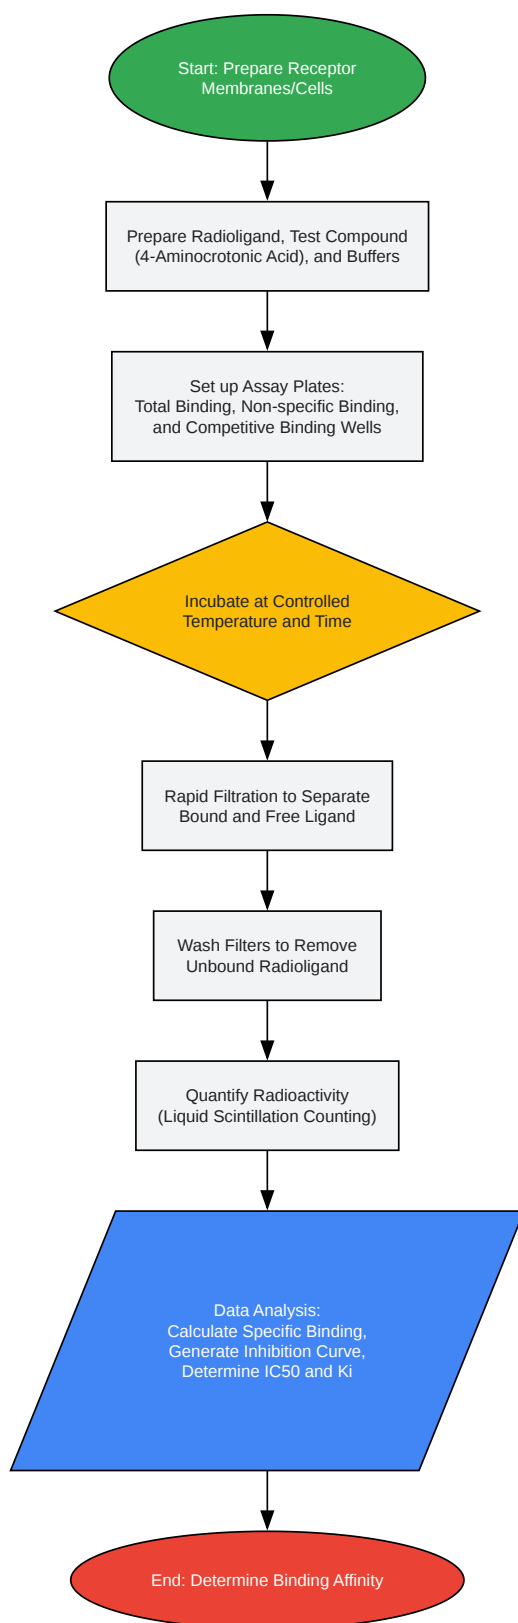 Start: Prepare Receptor
Membranes/Cells
Prepare Radioligand, Test Compound
(4-Aminocrotonic Acid), and Buffers
Set up Assay Plates:
Total Binding, Non-specific Binding,
and Competitive Binding Wells
Incubate at Controlled
Temperature and Time
Rapid Filtration to Separate
Bound and Free Ligand
Wash Filters to Remove
Unbound Radioligand
Quantify Radioactivity
(Liquid Scintillation Counting)
Data Analysis:
Calculate Specific Binding,
Generate Inhibition Curve,
Determine IC50 and Ki
End: Determine Binding Affinity